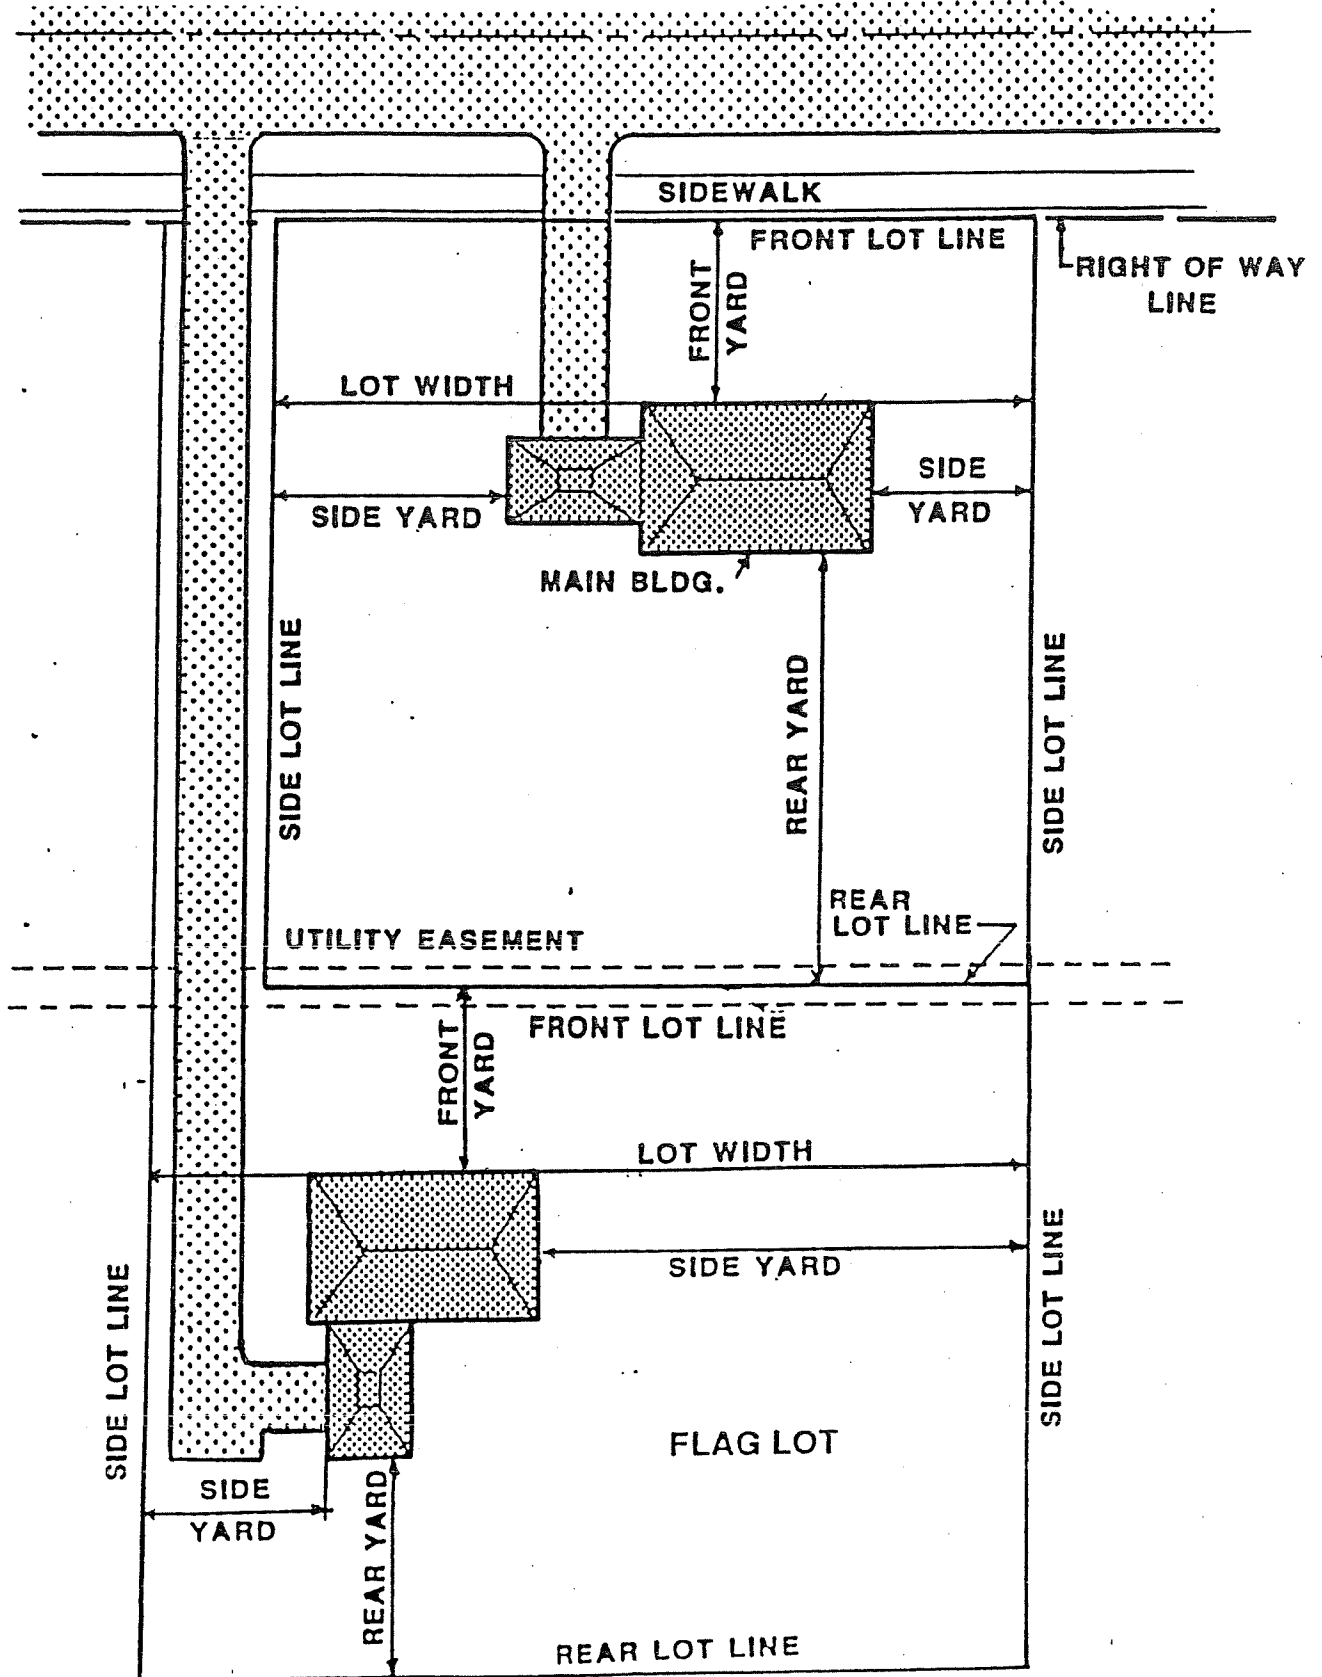 SIDEWALK
FRONT LOT LINE
RIGHT OF WAY
LINE
FRONT
YARD
LOT WIDTH
SIDE
YARD
SIDE YARD
MAIN BLDG.
SIDE LOT LINE
REAR YARD
SIDE LOT LINE
REAR
LOT LINE
UTILITY EASEMENT
FRONT LOT LINE
FRONT
YARD
LOT WIDTH
SIDE YARD
SIDE LOT LINE
SIDE LOT LINE
FLAG LOT
SIDE
YARD
REAR YARD
REAR LOT LINE